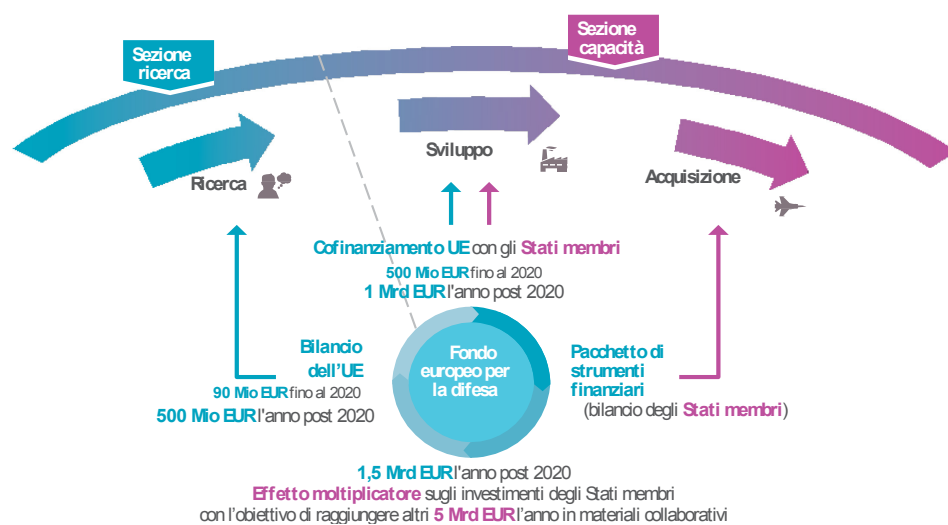 Sezione
ricerca
Sezione
capacità
Ricerca
Sviluppo
Acquisizione
Cofinanziamento UE con gli Stati membri
500 Mio EUR fino al 2020
1 Mrd EUR l'anno post 2020
Bilancio
dell'UE
90 Mio EUR fino al 2020
500 Mio EUR l'anno post 2020
Fondo
europeo per
la difesa
Pacchetto di
strumenti
finanziari
(bilancio degli Stati membri)
1,5 Mrd EUR l'anno post 2020
Effetto moltiplicatore sugli investimenti degli Stati membri
con l'obiettivo di raggiungere altri 5 Mrd EUR l'anno in materiali collaborativi